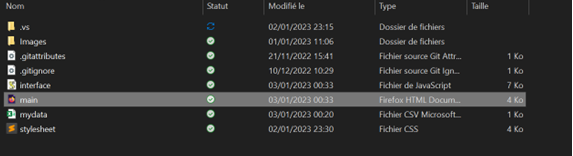 Nom Statut Modifié le Type Taille
.vs 02/01/2023 23:15 Dossier de fichiers
Images 01/01/2023 11:06 Dossier de fichiers
.gitattributes 21/11/2022 15:41 Fichier source Git Attr... 1 Ko
.gitignore 10/12/2022 10:29 Fichier source Git Ign... 1 Ko
interface 03/01/2023 00:33 Fichier de JavaScript 7 Ko
main 03/01/2023 00:33 Firefox HTML Docum... 4 Ko
mydata 03/01/2023 00:20 Fichier CSV Microsoft... 1 Ko
stylesheet 02/01/2023 23:30 Fichier CSS 4 Ko